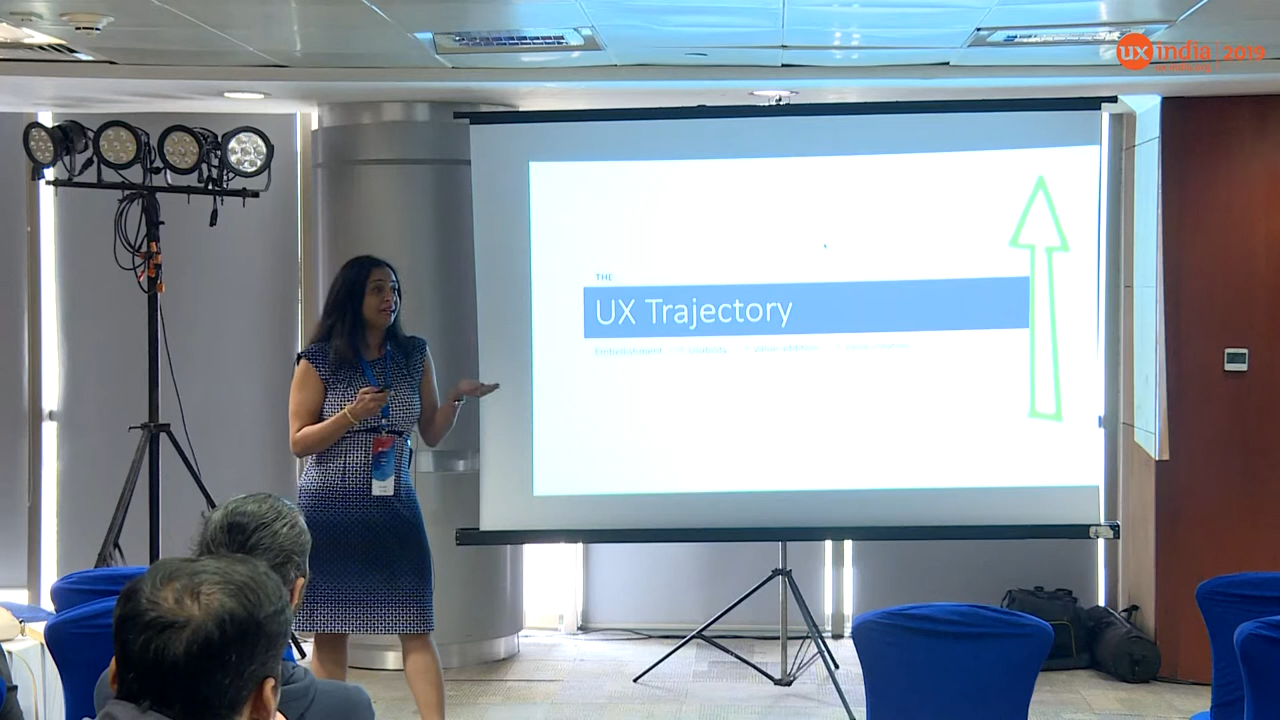 ux india 2019
THE
UX Trajectory
Embellishment usability value addition